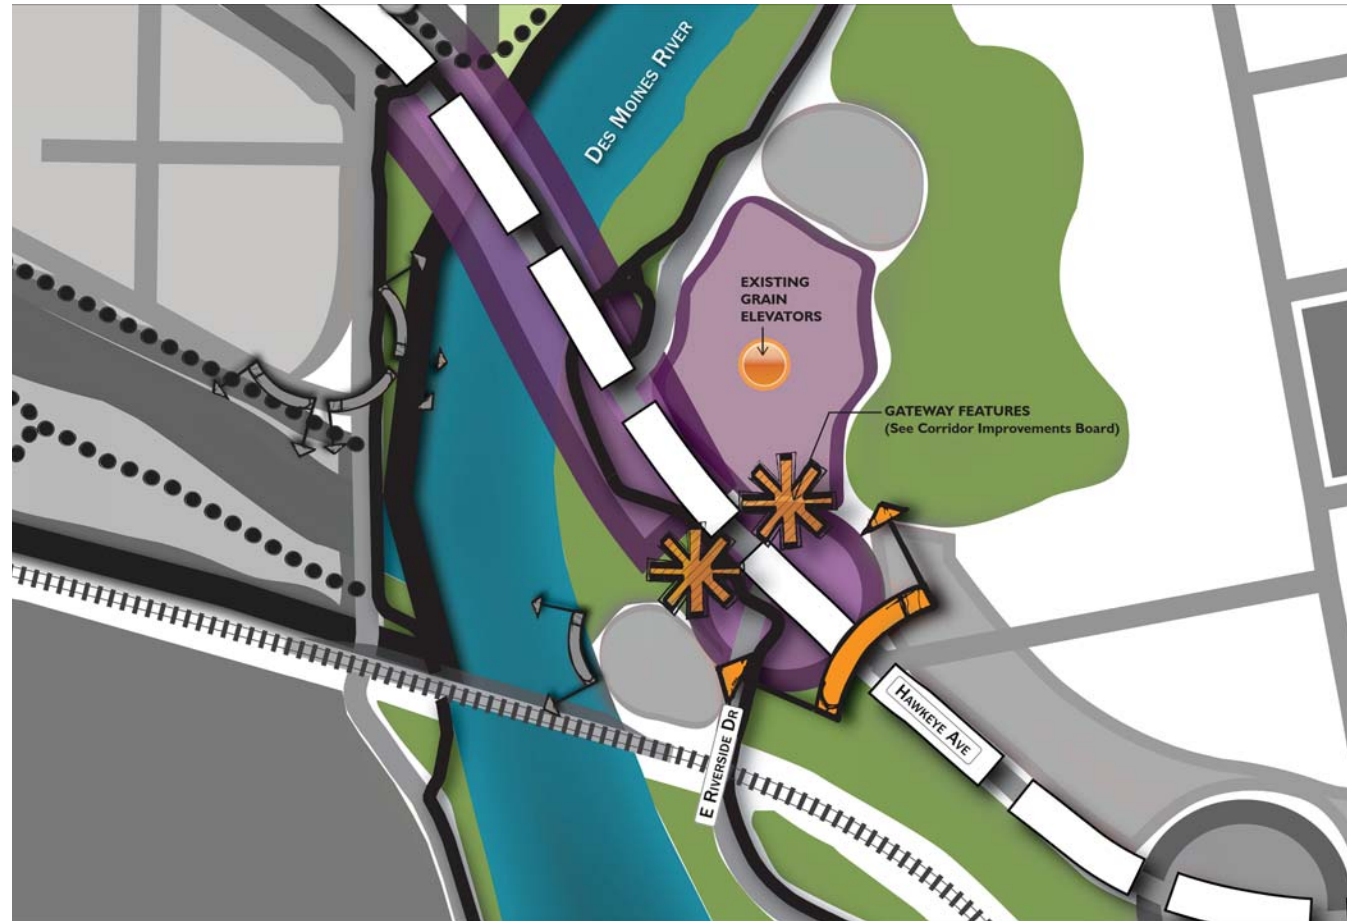 DES MOINES RIVER
EXISTING
GRAIN
ELEVATORS
GATEWAY FEATURES
(See Corridor Improvements Board)
HAWKEYE AVE
E RIVERSIDE DR